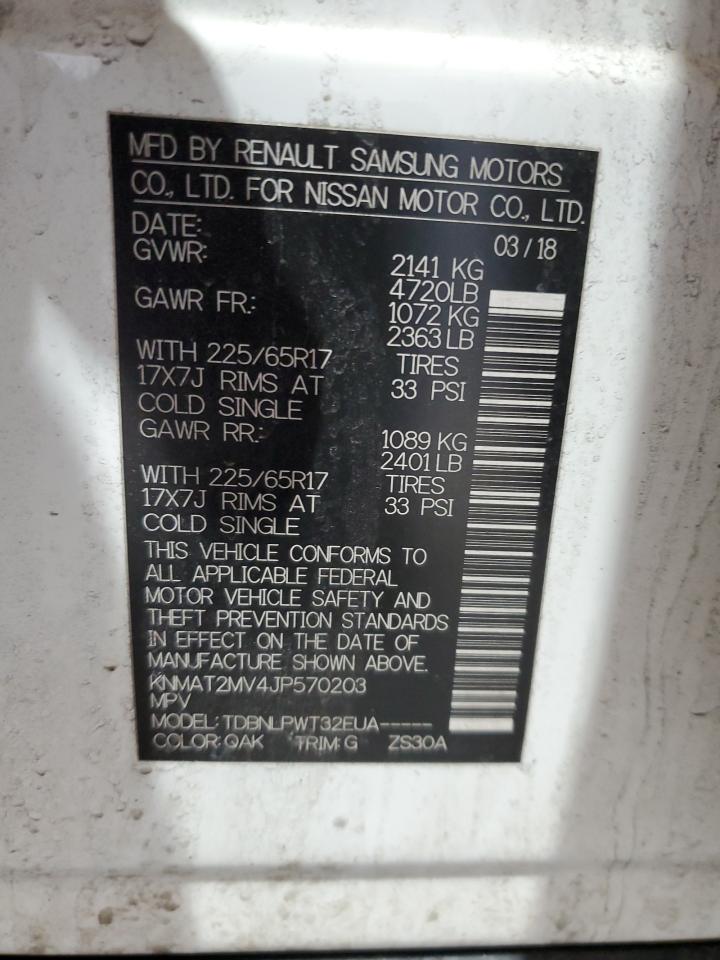 MFD BY RENAULT SAMSUNG MOTORS
CO., LTD. FOR NISSAN MOTOR CO., LTD.
DATE: 03 / 18
GVWR: 2141 KG
4720LB
GAWR FR.: 1072 KG
2363 LB
WITH 225/65R17 TIRES
17X7J RIMS AT 33 PSI
COLD SINGLE
GAWR RR.: 1089 KG
2401 LB
WITH 225/65R17 TIRES
17X7J RIMS AT 33 PSI
COLD SINGLE
THIS VEHICLE CONFORMS TO
ALL APPLICABLE FEDERAL
MOTOR VEHICLE SAFETY AND
THEFT PREVENTION STANDARDS
IN EFFECT ON THE DATE OF
MANUFACTURE SHOWN ABOVE.
KNMAT2MV4JP570203
MPV
MODEL: TDBNLPWT32EUA-----
COLOR: QAK TRIM: G ZS30A